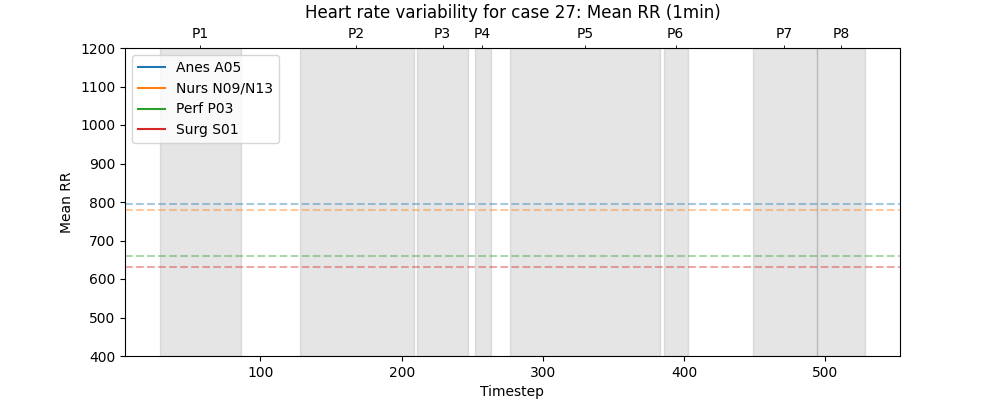 Heart rate variability for case 27: Mean RR (1min)
P1 P2 P3 P4 P5 P6 P7 P8
1200
1100
1000
900
800
700
600
500
400
Mean RR
Anes A05
Nurs N09/N13
Perf P03
Surg S01
100 200 300 400 500
Timestep